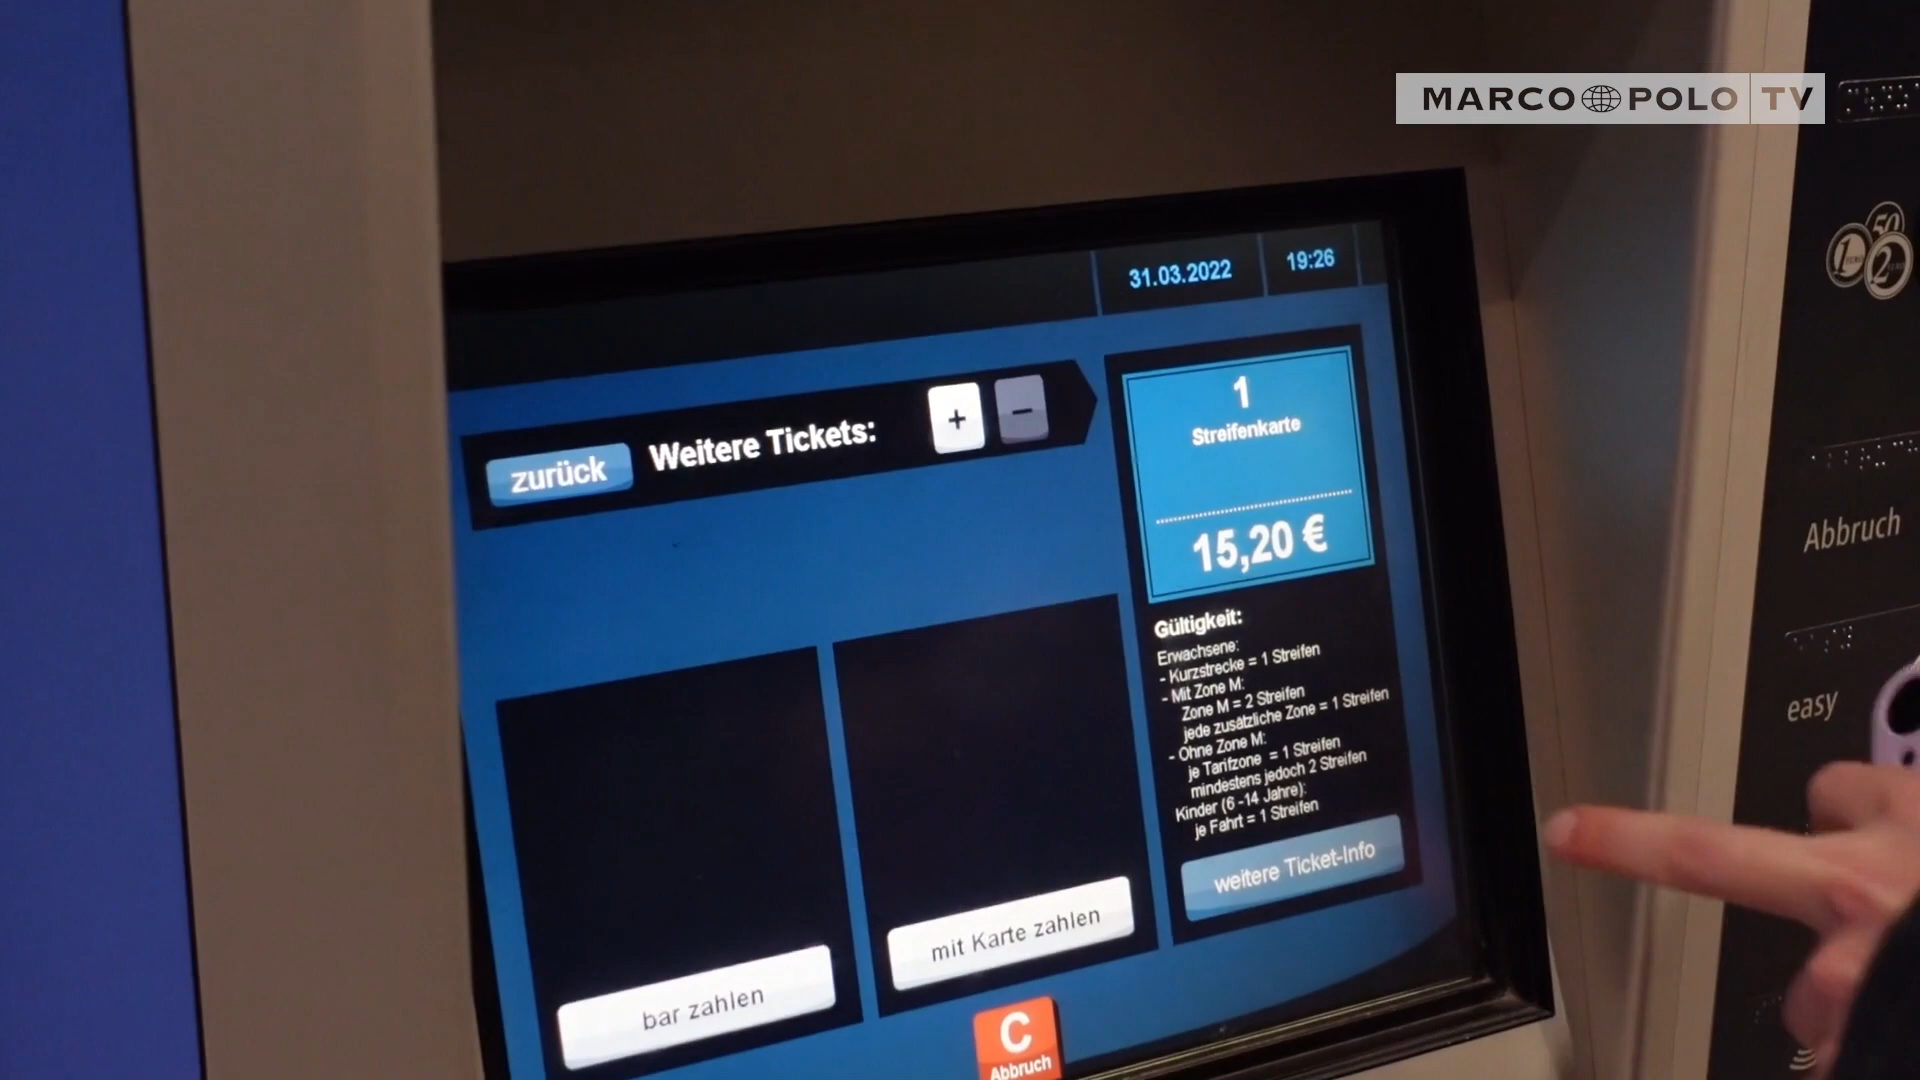 MARCO POLO TV
31.03.2022 19:26
zurück Weitere Tickets: + −
1
Streifenkarte
15,20 €
Gültigkeit:
Erwachsene:
- Kurzstrecke = 1 Streifen
- Mit Zone M:
Zone M = 2 Streifen
jede zusätzliche Zone = 1 Streifen
- Ohne Zone M:
je Tarifzone = 1 Streifen
mindestens jedoch 2 Streifen
Kinder (6 -14 Jahre):
je Fahrt = 1 Streifen
weitere Ticket-Info
mit Karte zahlen
bar zahlen
C
Abbruch
50
1
2
Abbruch
easy